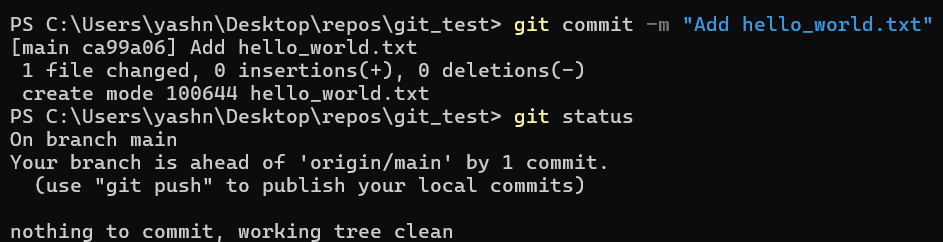 PS C:\Users\yashn\Desktop\repos\git_test> git commit -m "Add hello_world.txt"
[main ca99a06] Add hello_world.txt
 1 file changed, 0 insertions(+), 0 deletions(-)
 create mode 100644 hello_world.txt
PS C:\Users\yashn\Desktop\repos\git_test> git status
On branch main
Your branch is ahead of 'origin/main' by 1 commit.
  (use "git push" to publish your local commits)

nothing to commit, working tree clean